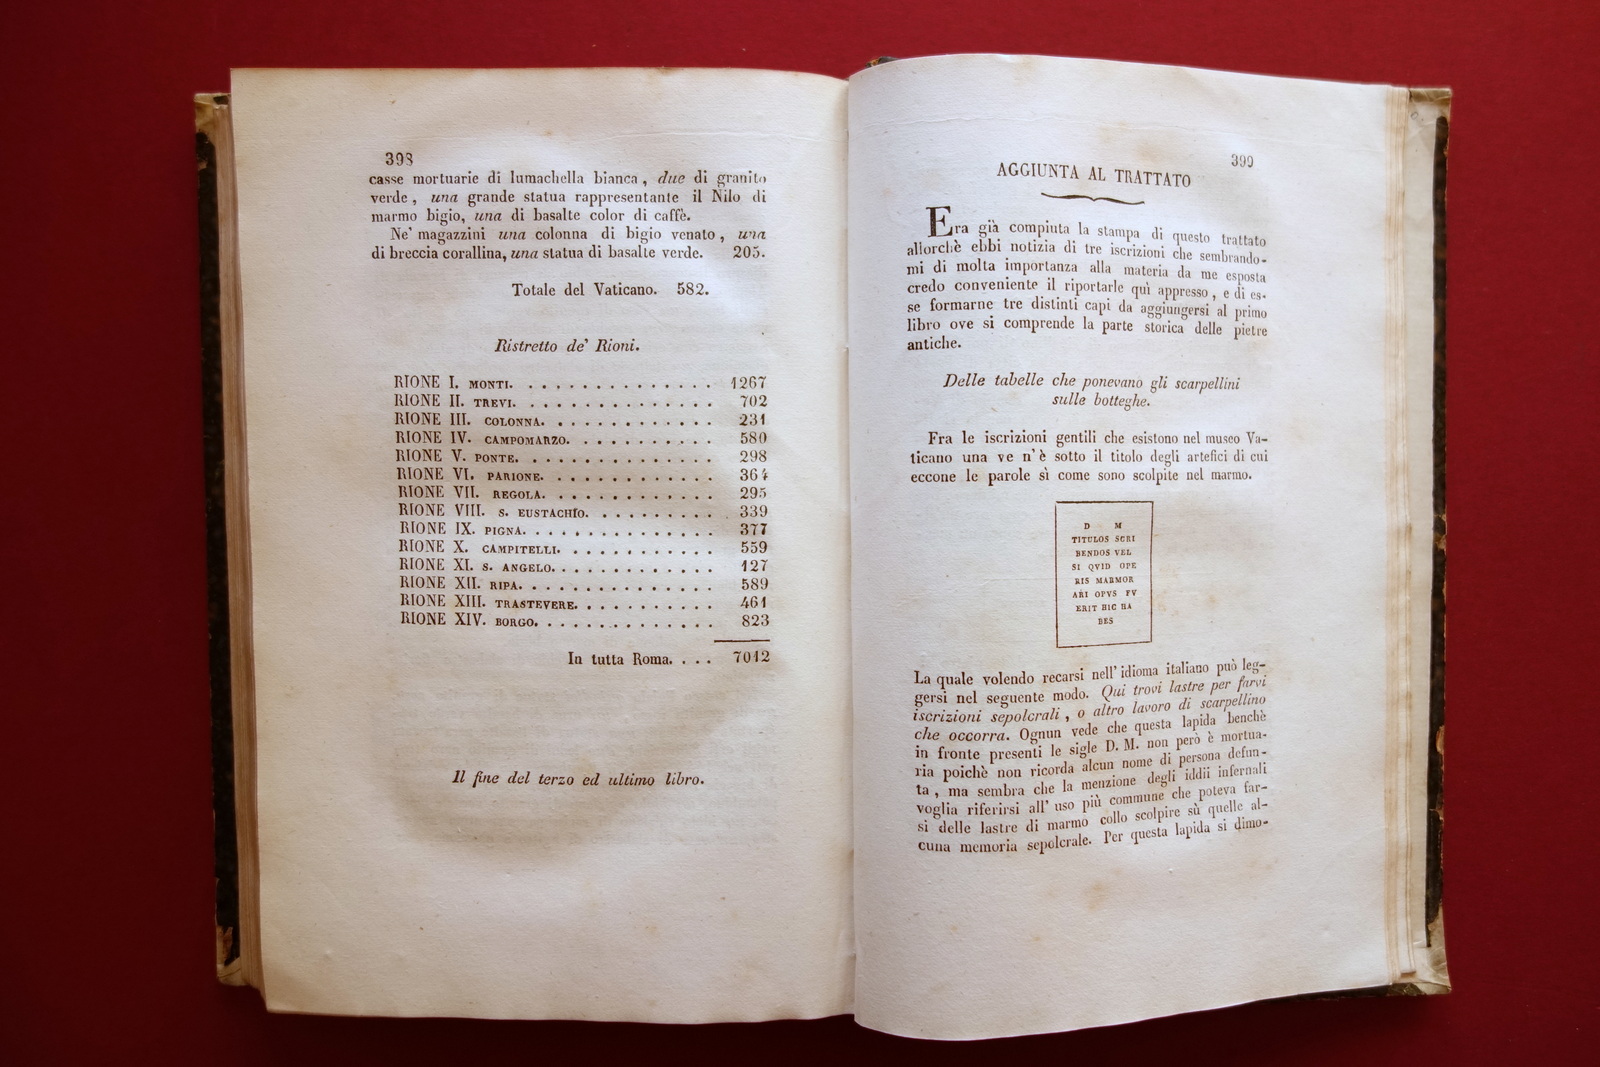 398
casse mortuarie di lumachella bianca, due di granito
verde, una grande statua rappresentante il Nilo di
marmo bigio, una di basalte color di caffè.
Ne' magazzini una colonna di bigio venato, una
di breccia corallina, una statua di basalte verde. 205.
Totale del Vaticano. 582.
Ristretto de' Rioni.
RIONE I. MONTI. . . . . . . . . . . . . . . 1267
RIONE II. TREVI. . . . . . . . . . . . . . . 702
RIONE III. COLONNA. . . . . . . . . . . . . 231
RIONE IV. CAMPOMARZO. . . . . . . . . . . 580
RIONE V. PONTE. . . . . . . . . . . . . . . 298
RIONE VI. PARIONE. . . . . . . . . . . . . 364
RIONE VII. REGOLA. . . . . . . . . . . . . 295
RIONE VIII. S. EUSTACHIO. . . . . . . . . . 339
RIONE IX. PIGNA. . . . . . . . . . . . . . . 377
RIONE X. CAMPITELLI. . . . . . . . . . . . 559
RIONE XI. S. ANGELO. . . . . . . . . . . . . 127
RIONE XII. RIPA. . . . . . . . . . . . . . . 589
RIONE XIII. TRASTEVERE. . . . . . . . . . . 461
RIONE XIV. BORGO. . . . . . . . . . . . . . 823
In tutta Roma. . . . 7012
Il fine del terzo ed ultimo libro.
399
AGGIUNTA AL TRATTATO
Era già compiuta la stampa di questo trattato
allorchè ebbi notizia di tre iscrizioni che sembrando-
mi di molta importanza alla materia da me esposta
credo conveniente il riportarle quì appresso, e di es-
se formarne tre distinti capi da aggiungersi al primo
libro ove si comprende la parte storica delle pietre
antiche.
Delle tabelle che ponevano gli scarpellini
sulle botteghe.
Fra le iscrizioni gentili che esistono nel museo Va-
ticano una ve n'è sotto il titolo degli artefici di cui
eccone le parole sì come sono scolpite nel marmo.
D M
TITULOS SCRI
BENDOS VEL
SI QVID OPE
RIS MARMOR
ARI OPVS FV
ERIT HIC HA
BES
La quale volendo recarsi nell' idioma italiano può leg-
gersi nel seguente modo. Qui trovi lastre per farvi
iscrizioni sepolcrali, o altro lavoro di scarpellino
che occorra. Ognun vede che questa lapida benchè
in fronte presenti le sigle D. M. non però è mortua-
ria poichè non ricorda alcun nome di persona defun-
ta, ma sembra che la menzione degli iddii infernali
voglia riferirsi all' uso più commune che poteva far-
si delle lastre di marmo collo scolpire sù quelle al-
cuna memoria sepolcrale. Per questa lapida si dimo-